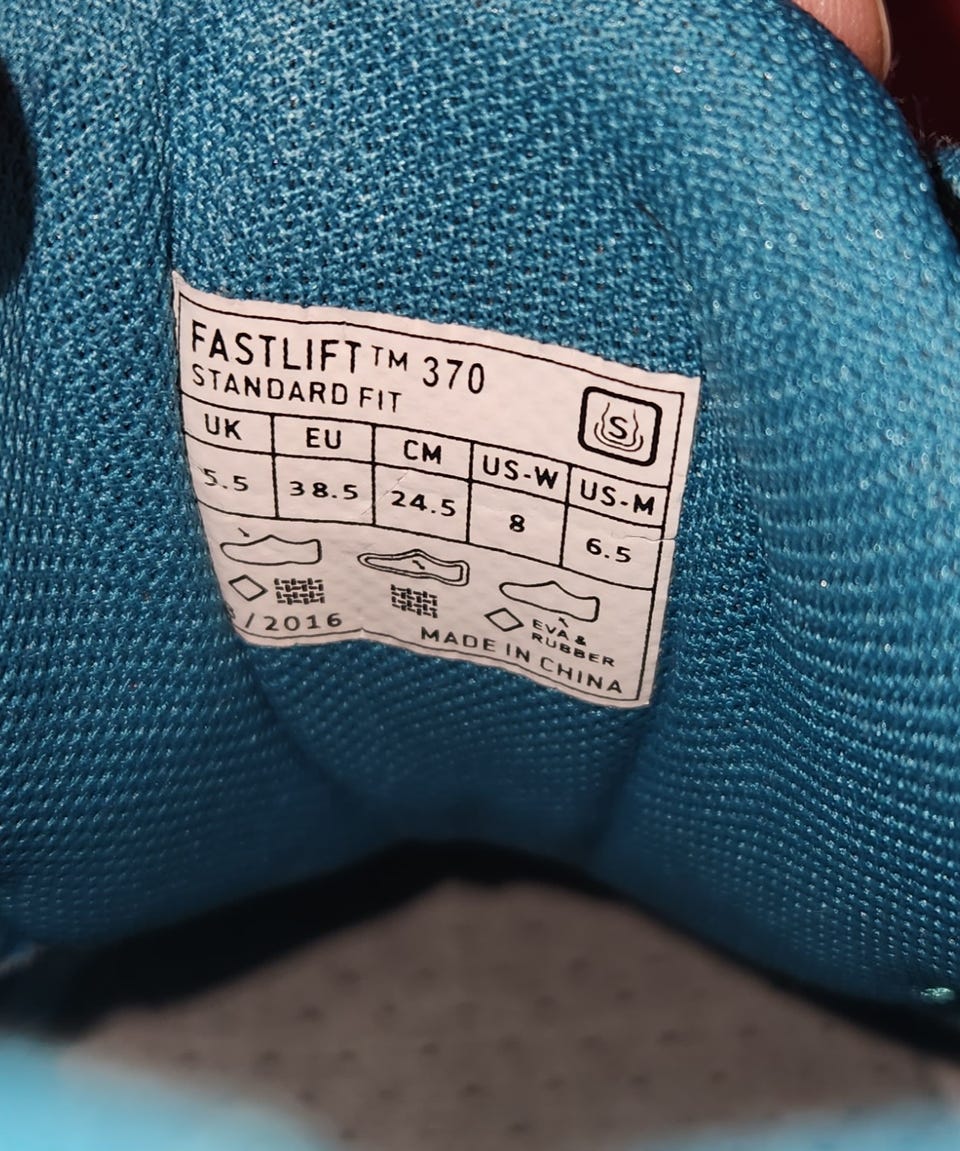 FASTLIFT™ 370
STANDARD FIT
S
UK EU CM US-W US-M
5.5 38.5 24.5 8 6.5
EVA &
RUBBER
/2016
MADE IN CHINA